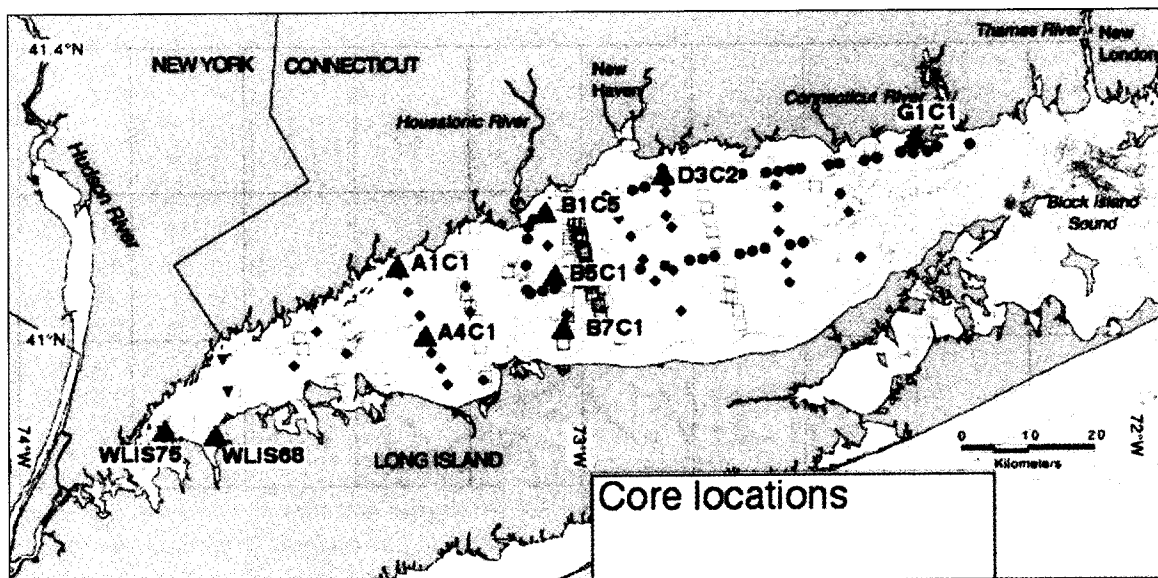 41.4°N
NEW YORK
CONNECTICUT
New
Haven
Thames River
New
London
Connecticut River
G1C1
Housatonic River
Hudson River
D3C2
B1C5
Block Island
Sound
A1C1
B5C1
41°N
A4C1
B7C1
74°W
WLIS75
WLIS68
LONG ISLAND
73°W
72°W
0 10 20
Kilometers
Core locations